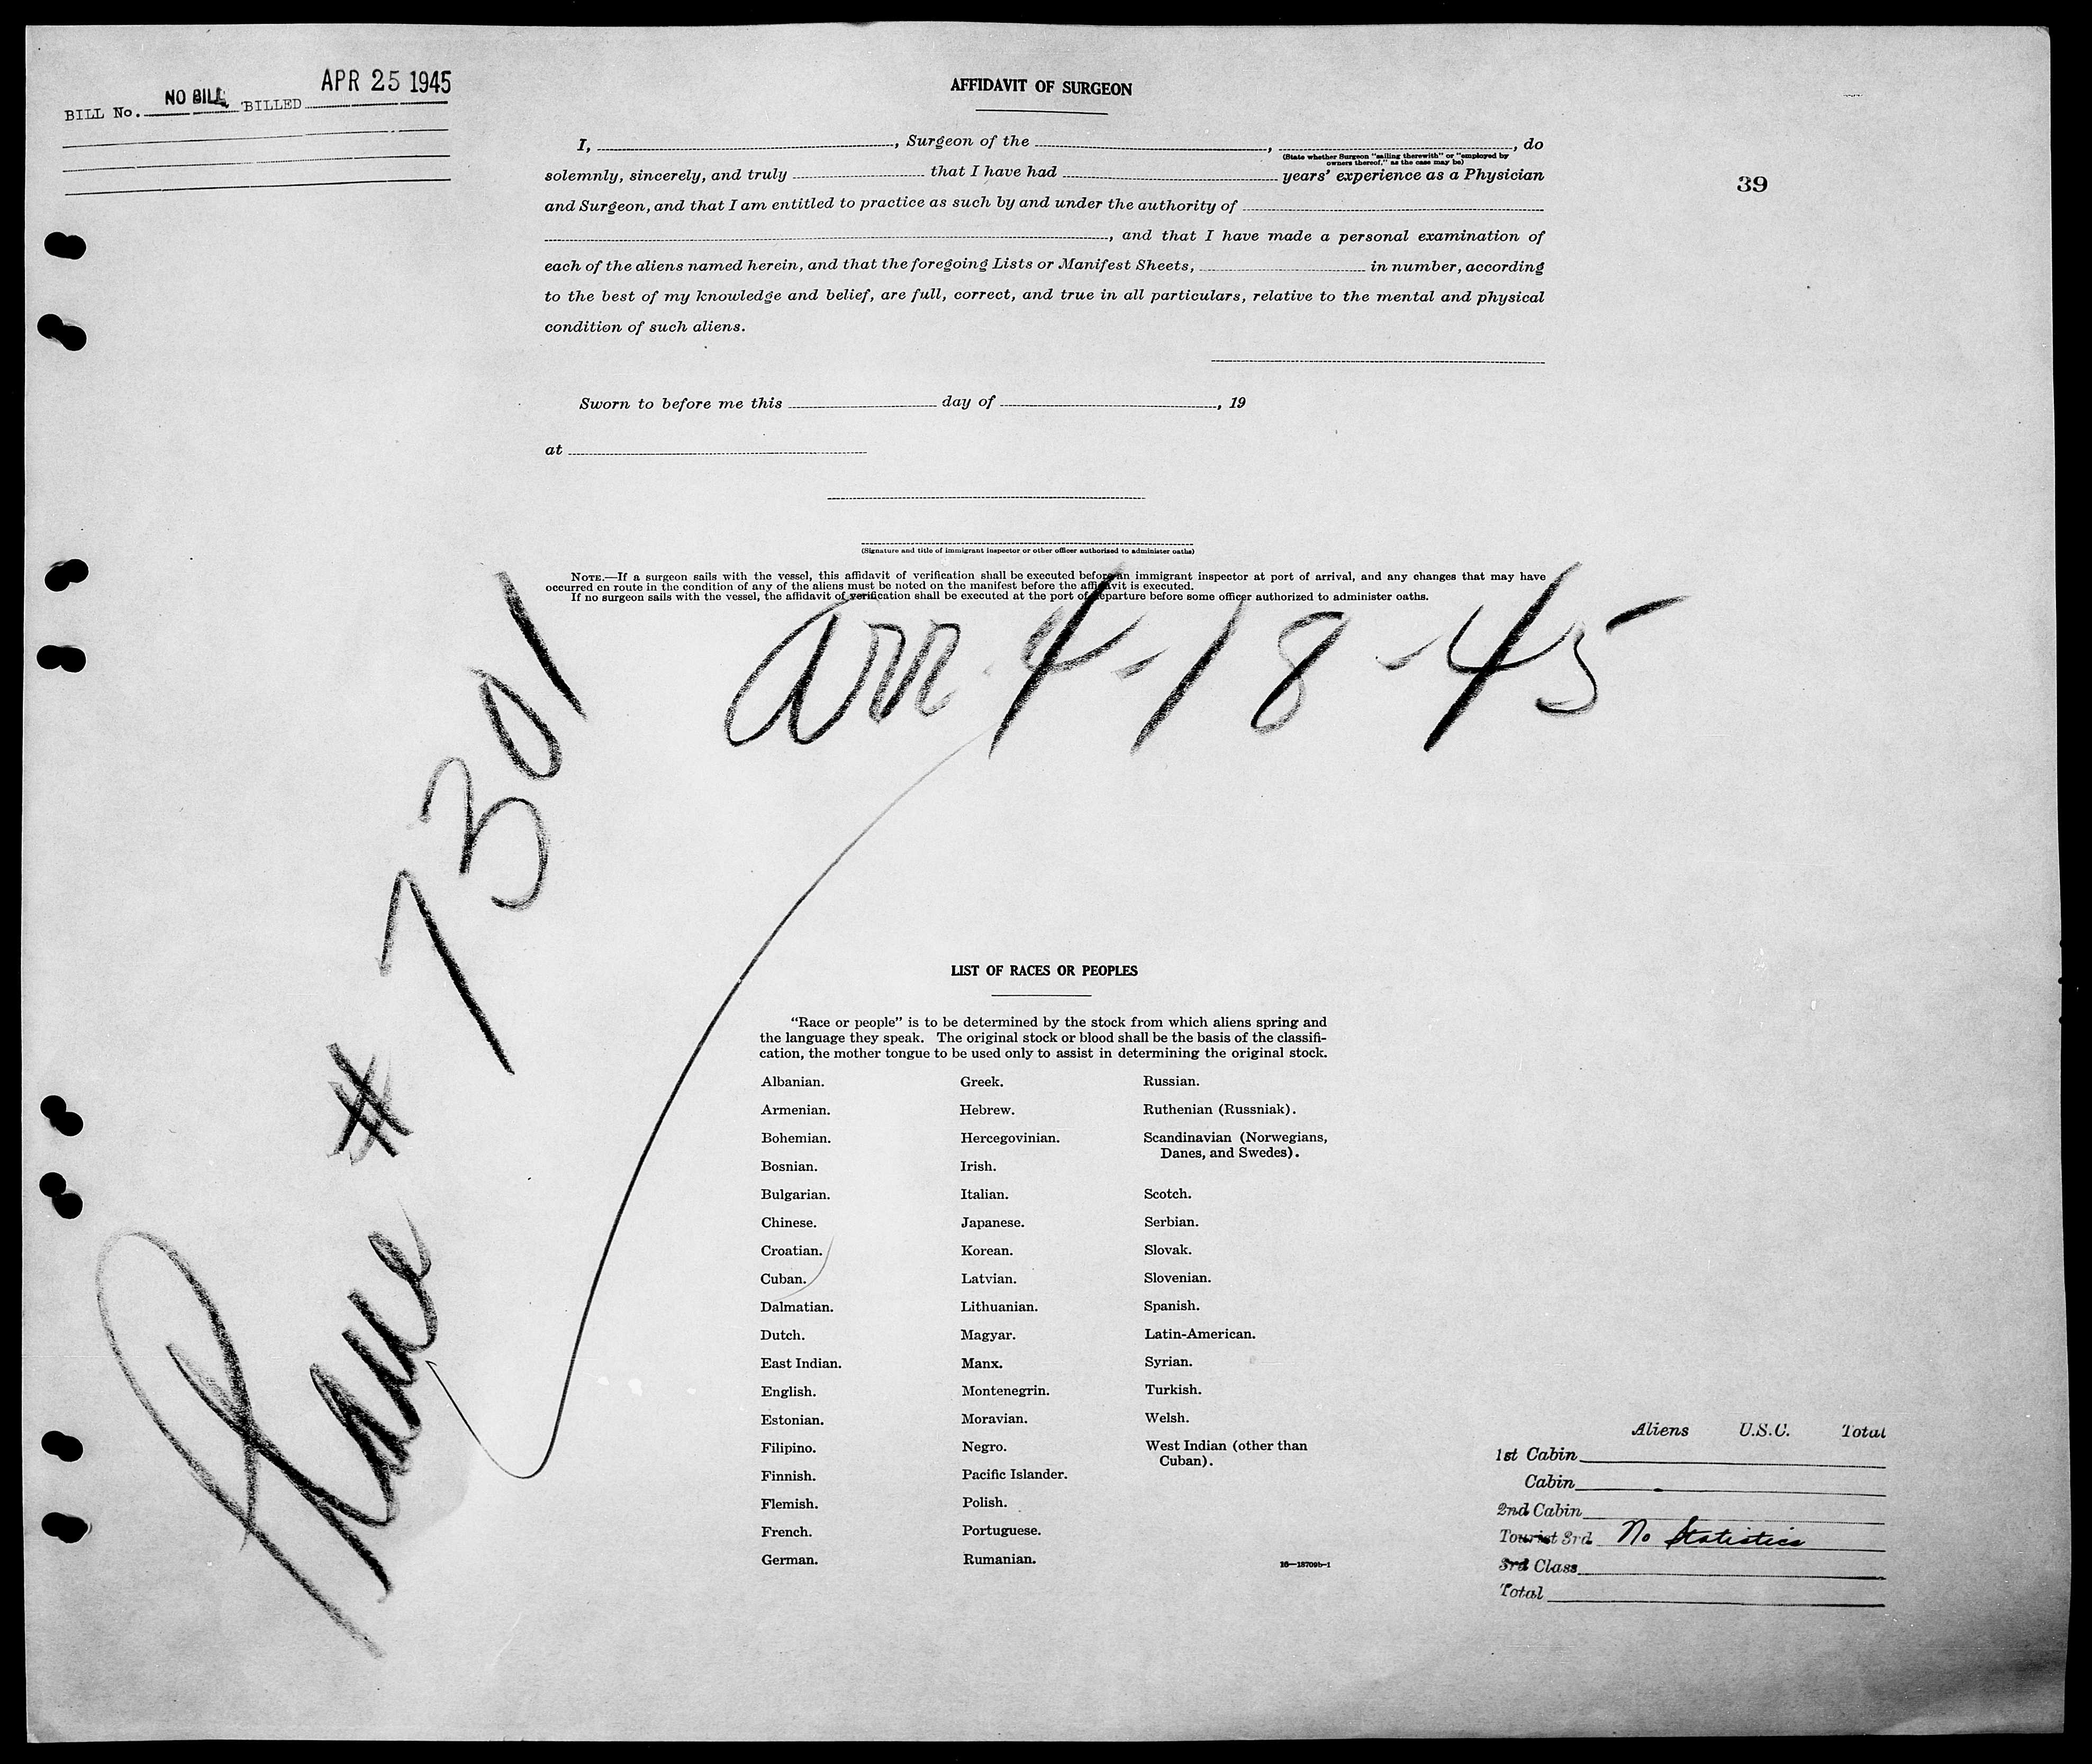 APR 25 1945
BILL No. NO BILL BILLED
AFFIDAVIT OF SURGEON
39
I, , Surgeon of the , , do
(State whether Surgeon "sailing therewith" or "employed by
owners thereof," as the case may be)
solemnly, sincerely, and truly that I have had years' experience as a Physician
and Surgeon, and that I am entitled to practice as such by and under the authority of
, and that I have made a personal examination of
each of the aliens named herein, and that the foregoing Lists or Manifest Sheets, in number, according
to the best of my knowledge and belief, are full, correct, and true in all particulars, relative to the mental and physical
condition of such aliens.
Sworn to before me this day of , 19
at
(Signature and title of immigrant inspector or other officer authorized to administer oaths)
NOTE.—If a surgeon sails with the vessel, this affidavit of verification shall be executed before an immigrant inspector at port of arrival, and any changes that may have
occurred en route in the condition of any of the aliens must be noted on the manifest before the affidavit is executed.
If no surgeon sails with the vessel, the affidavit of verification shall be executed at the port of departure before some officer authorized to administer oaths.
Arr 4-18-45
Plane # 7301
LIST OF RACES OR PEOPLES
"Race or people" is to be determined by the stock from which aliens spring and
the language they speak. The original stock or blood shall be the basis of the classifi-
cation, the mother tongue to be used only to assist in determining the original stock.
Albanian.
Armenian.
Bohemian.
Bosnian.
Bulgarian.
Chinese.
Croatian.
Cuban.
Dalmatian.
Dutch.
East Indian.
English.
Estonian.
Filipino.
Finnish.
Flemish.
French.
German.
Greek.
Hebrew.
Hercegovinian.
Irish.
Italian.
Japanese.
Korean.
Latvian.
Lithuanian.
Magyar.
Manx.
Montenegrin.
Moravian.
Negro.
Pacific Islander.
Polish.
Portuguese.
Rumanian.
Russian.
Ruthenian (Russniak).
Scandinavian (Norwegians,
Danes, and Swedes).
Scotch.
Serbian.
Slovak.
Slovenian.
Spanish.
Latin-American.
Syrian.
Turkish.
Welsh.
West Indian (other than
Cuban).
16—18709b-1
Aliens U.S.C. Total
1st Cabin
Cabin
2nd Cabin
Tourist 3rd No Statistics
3rd Class
Total